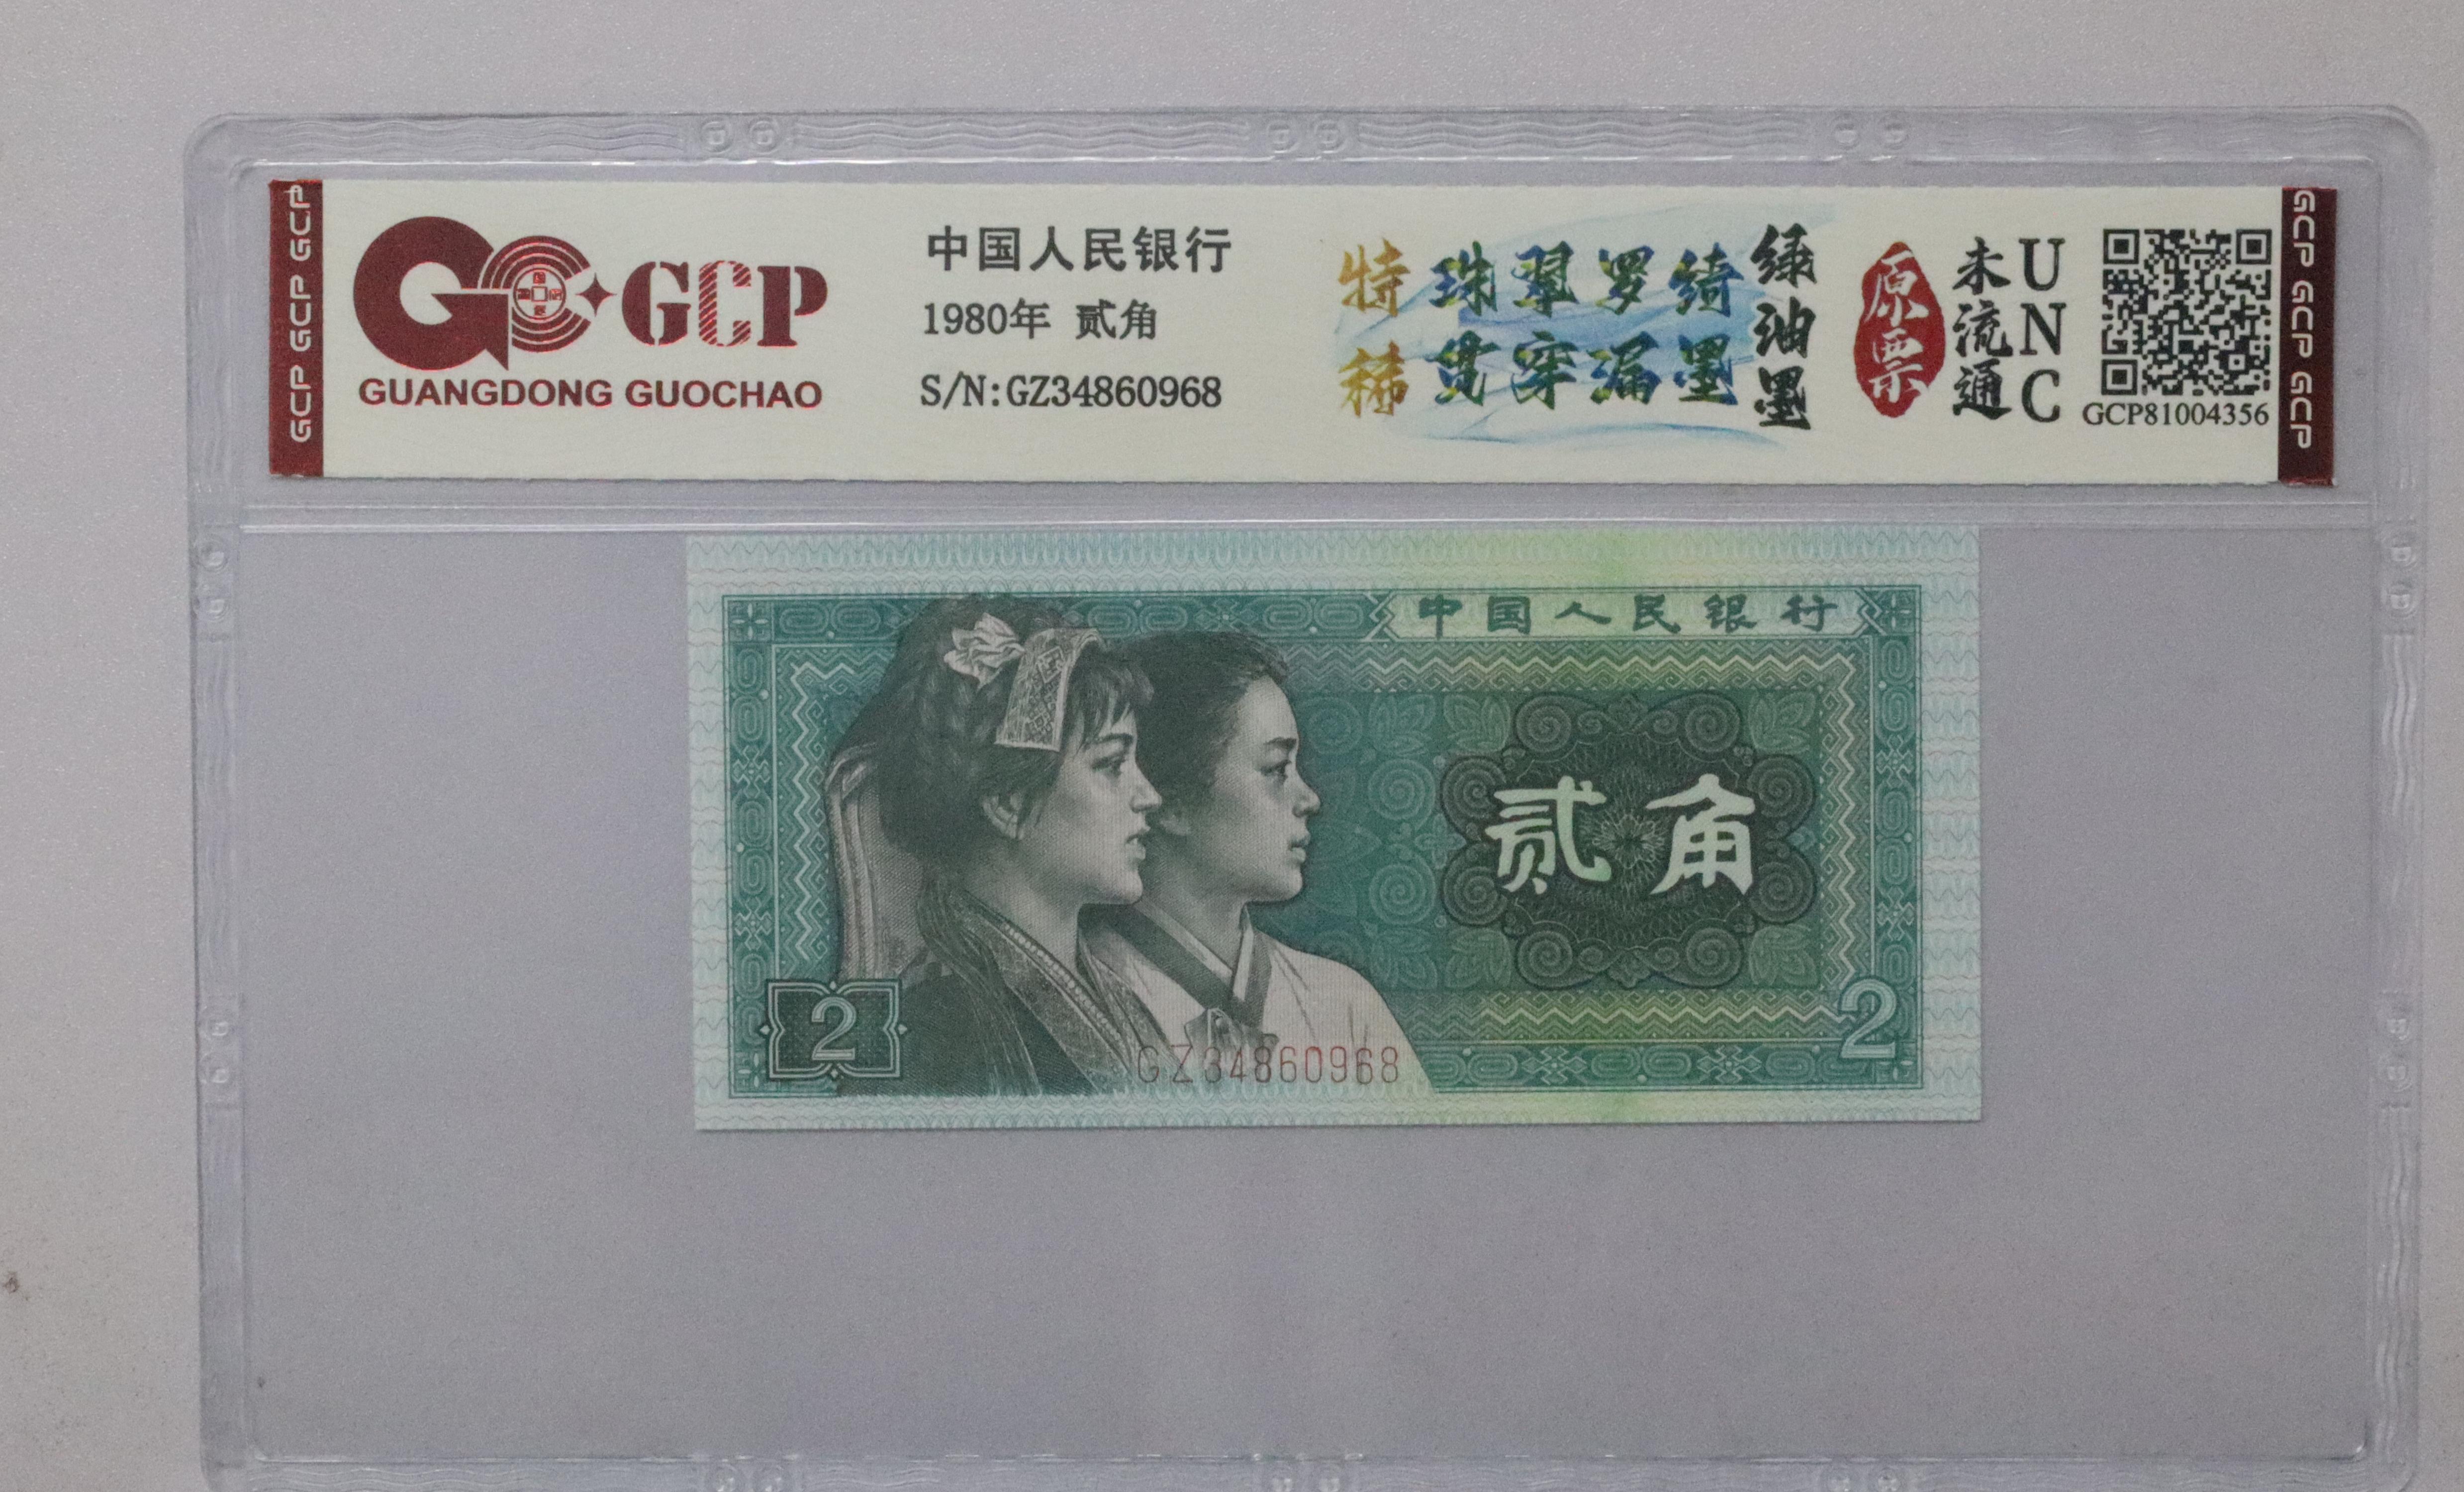 GCP GCP GCP
GCP
GUANGDONG GUOCHAO
中国人民银行
1980年 贰角
S/N:GZ34860968
特稀
珠翠罗绮
贯穿漏墨
绿油墨
原票
未流通
UNC
GCP81004356
GCP GCP GCP
中国人民银行
贰角
2
2
GZ34860968